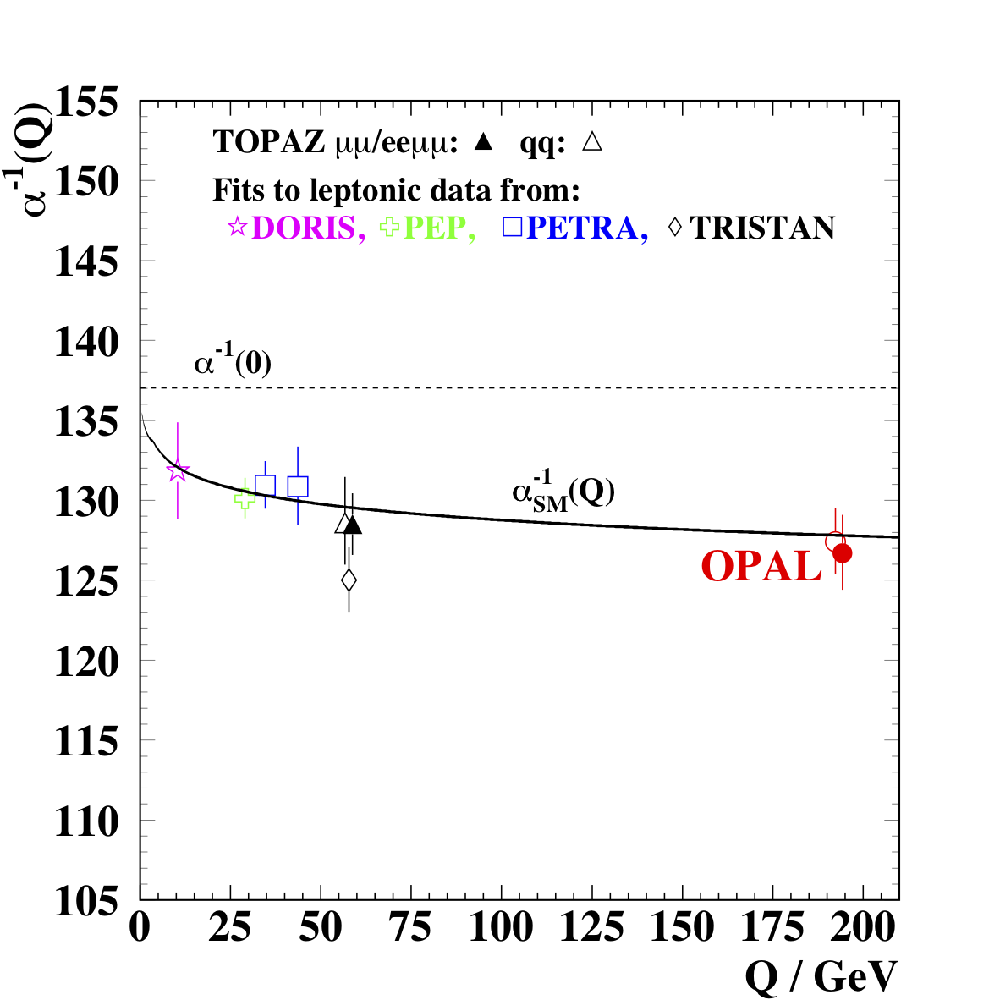 α⁻¹(Q)
155
150
145
140
135
130
125
120
115
110
105
TOPAZ μμ/eeμμ: ▲ qq: △
Fits to leptonic data from:
☆DORIS, ✚PEP, □PETRA, ◇TRISTAN
α⁻¹(0)
α⁻¹SM(Q)
OPAL
0 25 50 75 100 125 150 175 200
Q / GeV